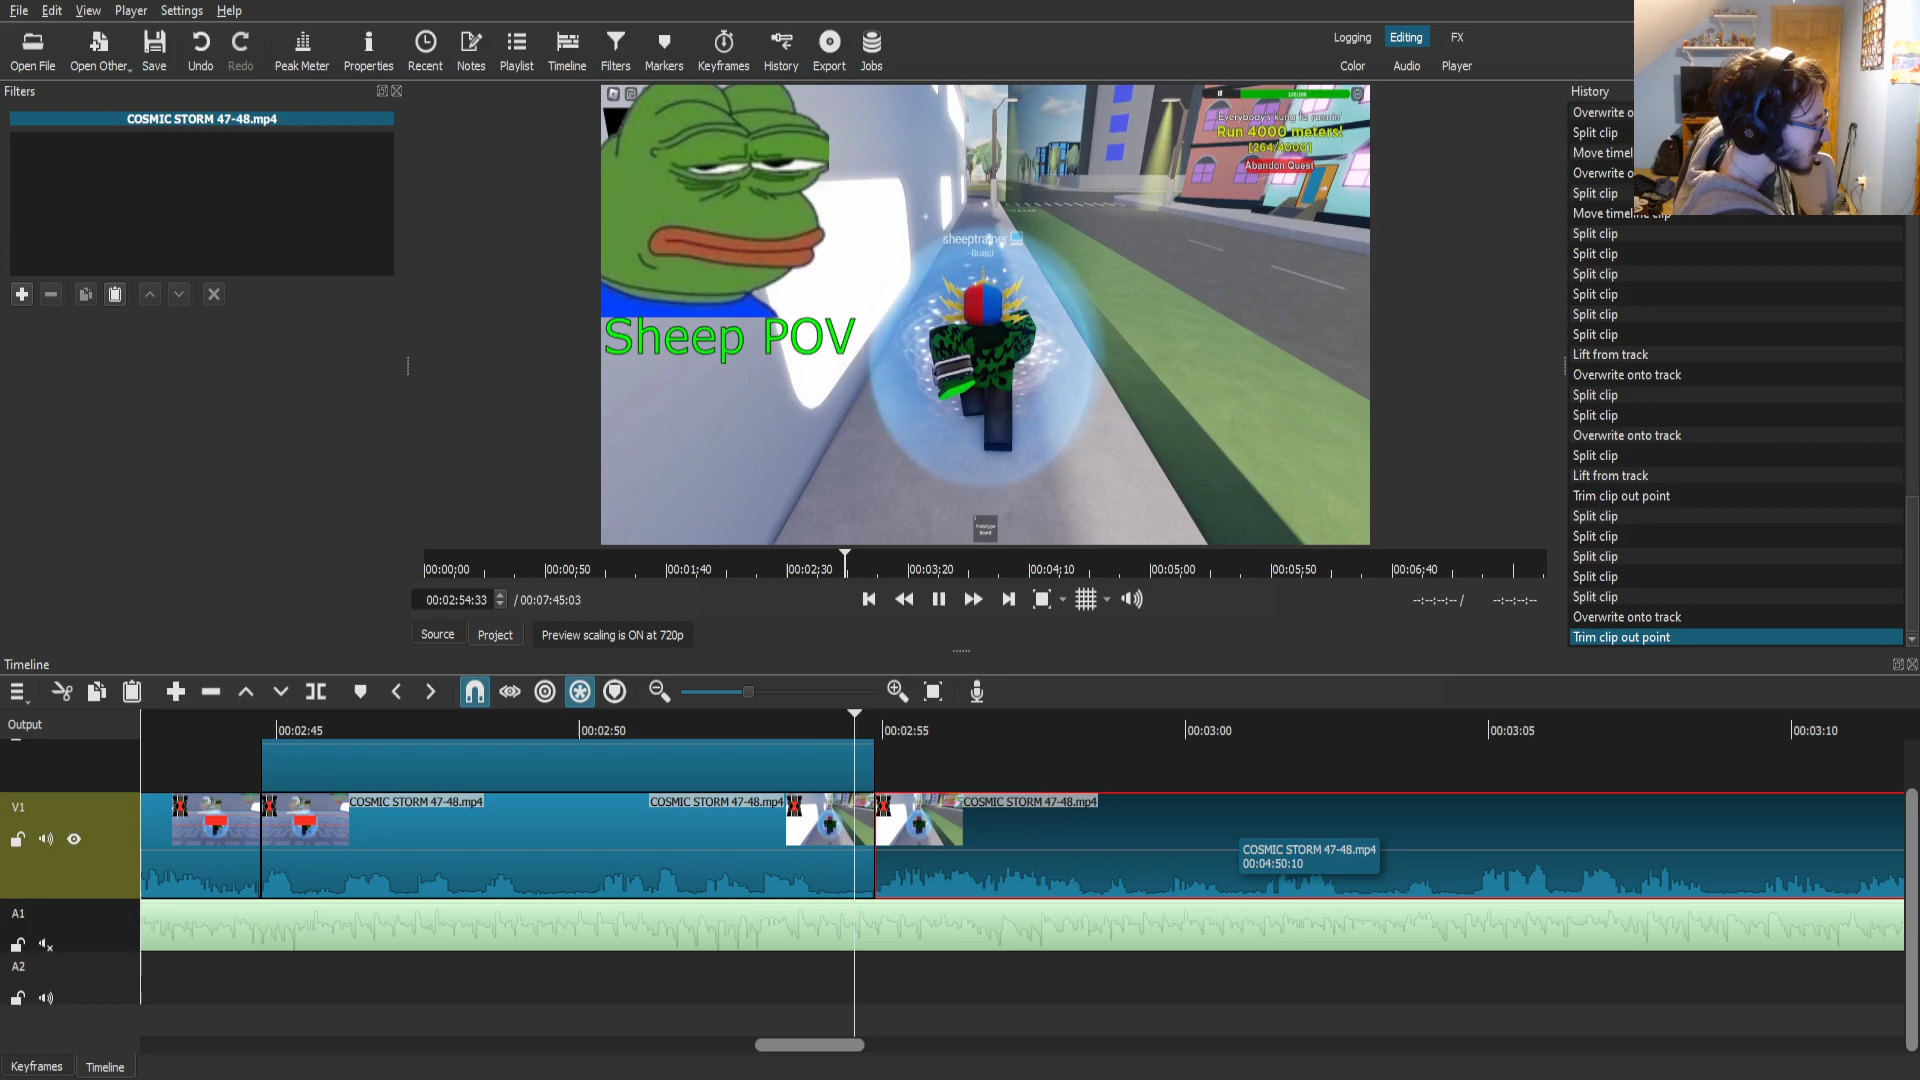 File Edit View Player Settings Help
Open File Open Other... Save Undo Redo Peak Meter Properties Recent Notes Playlist Timeline Filters Markers Keyframes History Export Jobs
Logging Editing FX
Color Audio Player
Filters
COSMIC STORM 47-48.mp4
Everybody's kung fu runnin'
Run 4000 meters!
[264/4000]
Abandon Quest
sheeptrainer
Guest
Sheep POV
00:00:00 00:00:50 00:01:40 00:02:30 00:03:20 00:04:10 00:05:00 00:05:50 00:06:40
00:02:54:33 / 00:07:45:03
--:--:--:-- / --:--:--:--
Source Project Preview scaling is ON at 720p
History
Overwrite o
Split clip
Move timel
Overwrite o
Split clip
Move timeline clip
Split clip
Split clip
Split clip
Split clip
Split clip
Split clip
Lift from track
Overwrite onto track
Split clip
Split clip
Overwrite onto track
Split clip
Lift from track
Trim clip out point
Split clip
Split clip
Split clip
Split clip
Split clip
Overwrite onto track
Trim clip out point
Timeline
Output
00:02:45 00:02:50 00:02:55 00:03:00 00:03:05 00:03:10
V1
COSMIC STORM 47-48.mp4 COSMIC STORM 47-48.mp4 COSMIC STORM 47-48.mp4
COSMIC STORM 47-48.mp4
00:04:50:10
A1
A2
Keyframes Timeline